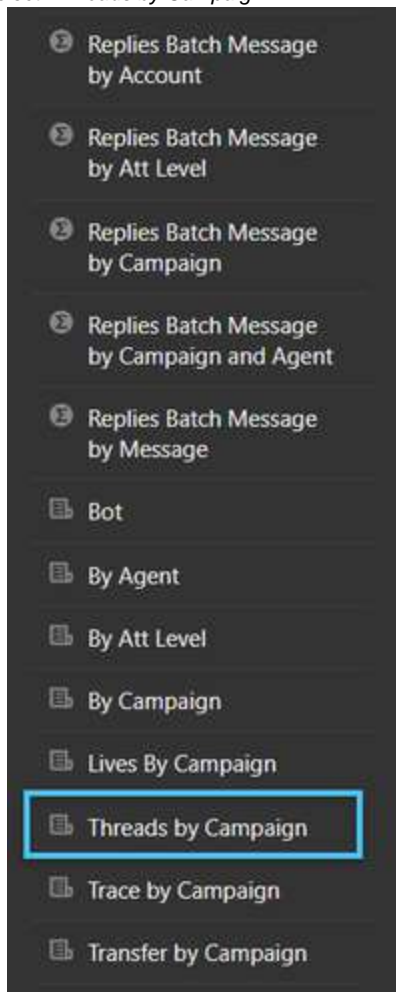 Replies Batch Message
by Account
Replies Batch Message
by Att Level
Replies Batch Message
by Campaign
Replies Batch Message
by Campaign and Agent
Replies Batch Message
by Message
Bot
By Agent
By Att Level
By Campaign
Lives By Campaign
Threads by Campaign
Trace by Campaign
Transfer by Campaign